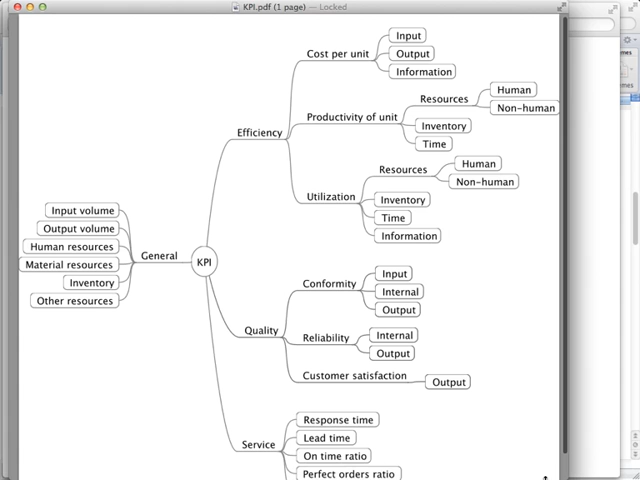 KPI.pdf (1 page) — Locked
KPI
General
Input volume
Output volume
Human resources
Material resources
Inventory
Other resources
Efficiency
Cost per unit
Input
Output
Information
Productivity of unit
Resources
Human
Non-human
Inventory
Time
Utilization
Resources
Human
Non-human
Inventory
Time
Information
Quality
Conformity
Input
Internal
Output
Reliability
Internal
Output
Customer satisfaction
Output
Service
Response time
Lead time
On time ratio
Perfect orders ratio